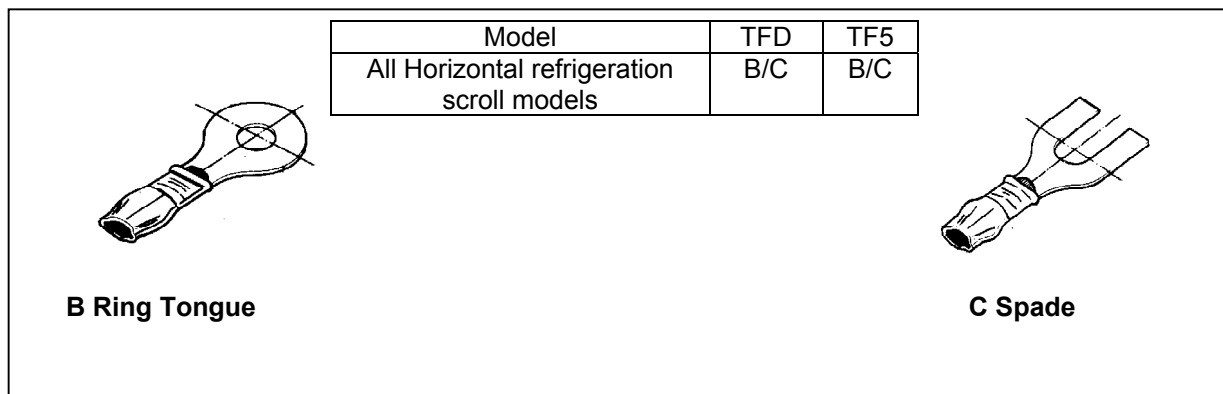 Model TFD TF5
All Horizontal refrigeration B/C B/C
scroll models
B Ring Tongue
C Spade